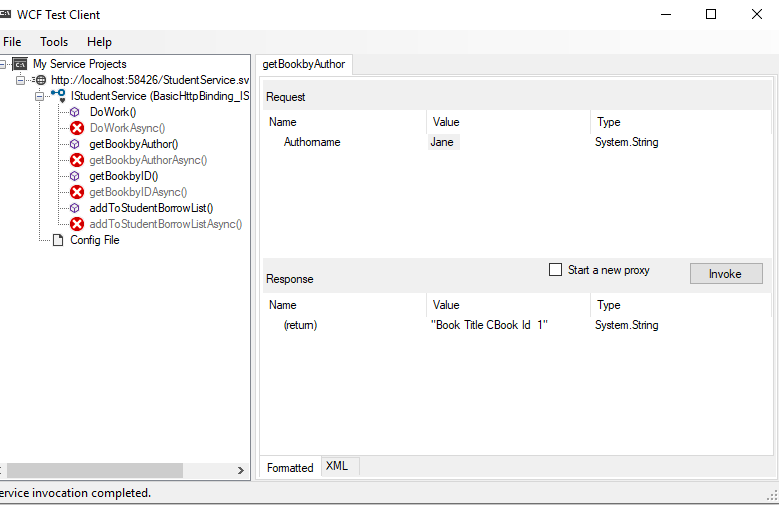 WCF Test Client
File Tools Help
My Service Projects
http://localhost:58426/StudentService.sv
IStudentService (BasicHttpBinding_IS
DoWork()
DoWorkAsync()
getBookbyAuthor()
getBookbyAuthorAsync()
getBookbyID()
getBookbyIDAsync()
addToStudentBorrowList()
addToStudentBorrowListAsync()
Config File
getBookbyAuthor
Request
Name Value Type
Authorname Jane System.String
Response
Start a new proxy
Invoke
Name Value Type
(return) "Book Title CBook Id 1" System.String
Formatted XML
ervice invocation completed.